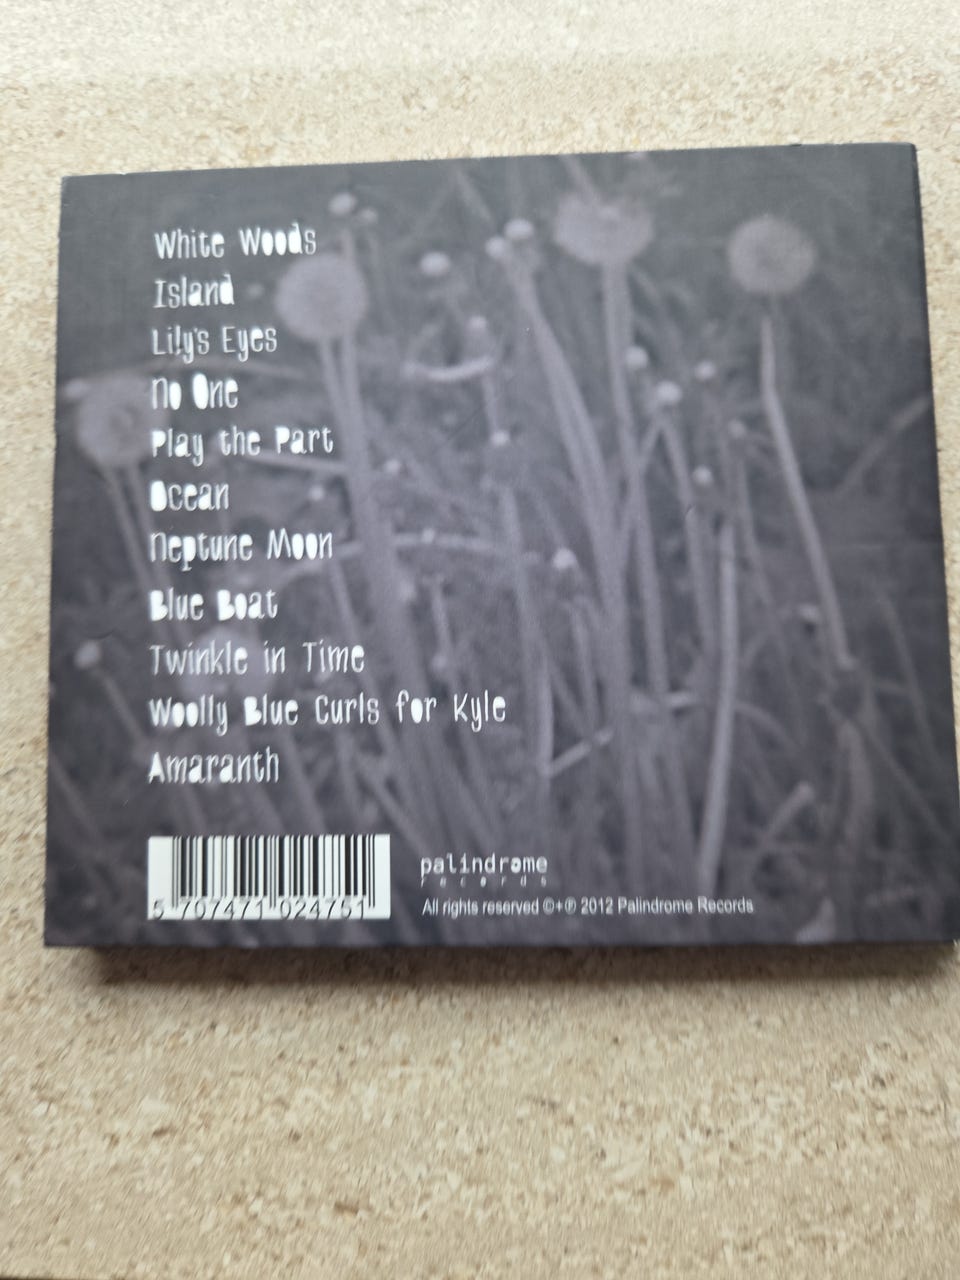 White Woods
Island
Lily's Eyes
No One
Play the Part
Ocean
Neptune Moon
Blue Boat
Twinkle in Time
Woolly Blue Curls for Kyle
Amaranth
5 707471 024751
palindrome
records
All rights reserved ©+℗ 2012 Palindrome Records